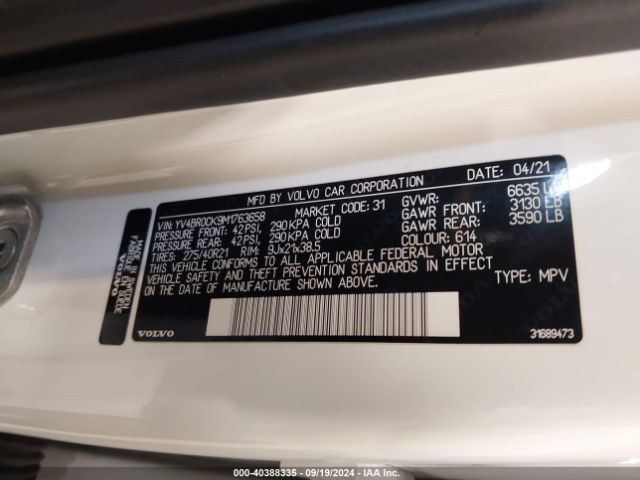 MFD BY VOLVO CAR CORPORATION DATE: 04/21
VIN: YV4BR0CK9M1763658 MARKET CODE: 31 GVWR: 6635 LB
PRESSURE FRONT: 42PSI, 290KPA COLD GAWR FRONT: 3130 LB
PRESSURE REAR: 42PSI, 290KPA COLD GAWR REAR: 3590 LB
TIRES: 275/40R21 RIM: 9Jx21x38.5 COLOUR: 614
THIS VEHICLE CONFORMS TO ALL APPLICABLE FEDERAL MOTOR
VEHICLE SAFETY AND THEFT PREVENTION STANDARDS IN EFFECT
ON THE DATE OF MANUFACTURE SHOWN ABOVE. TYPE: MPV
VOLVO
31689473
MADE IN SWEDEN
VOLVO
000-40388335 - 09/19/2024 - IAA Inc.